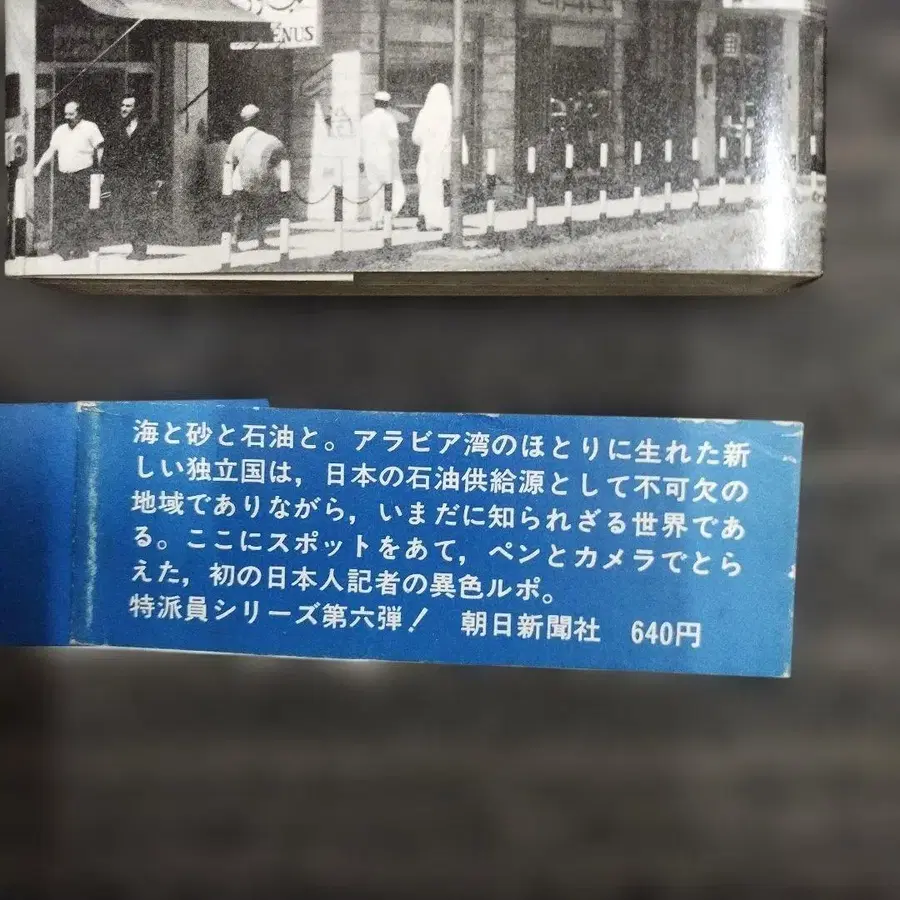 ENUS
海と砂と石油と。アラビア湾のほとりに生れた新
しい独立国は，日本の石油供給源として不可欠の
地域でありながら，いまだに知られざる世界であ
る。ここにスポットをあて，ペンとカメラでとら
えた，初の日本人記者の異色ルポ。
特派員シリーズ第六弾！ 朝日新聞社 640円